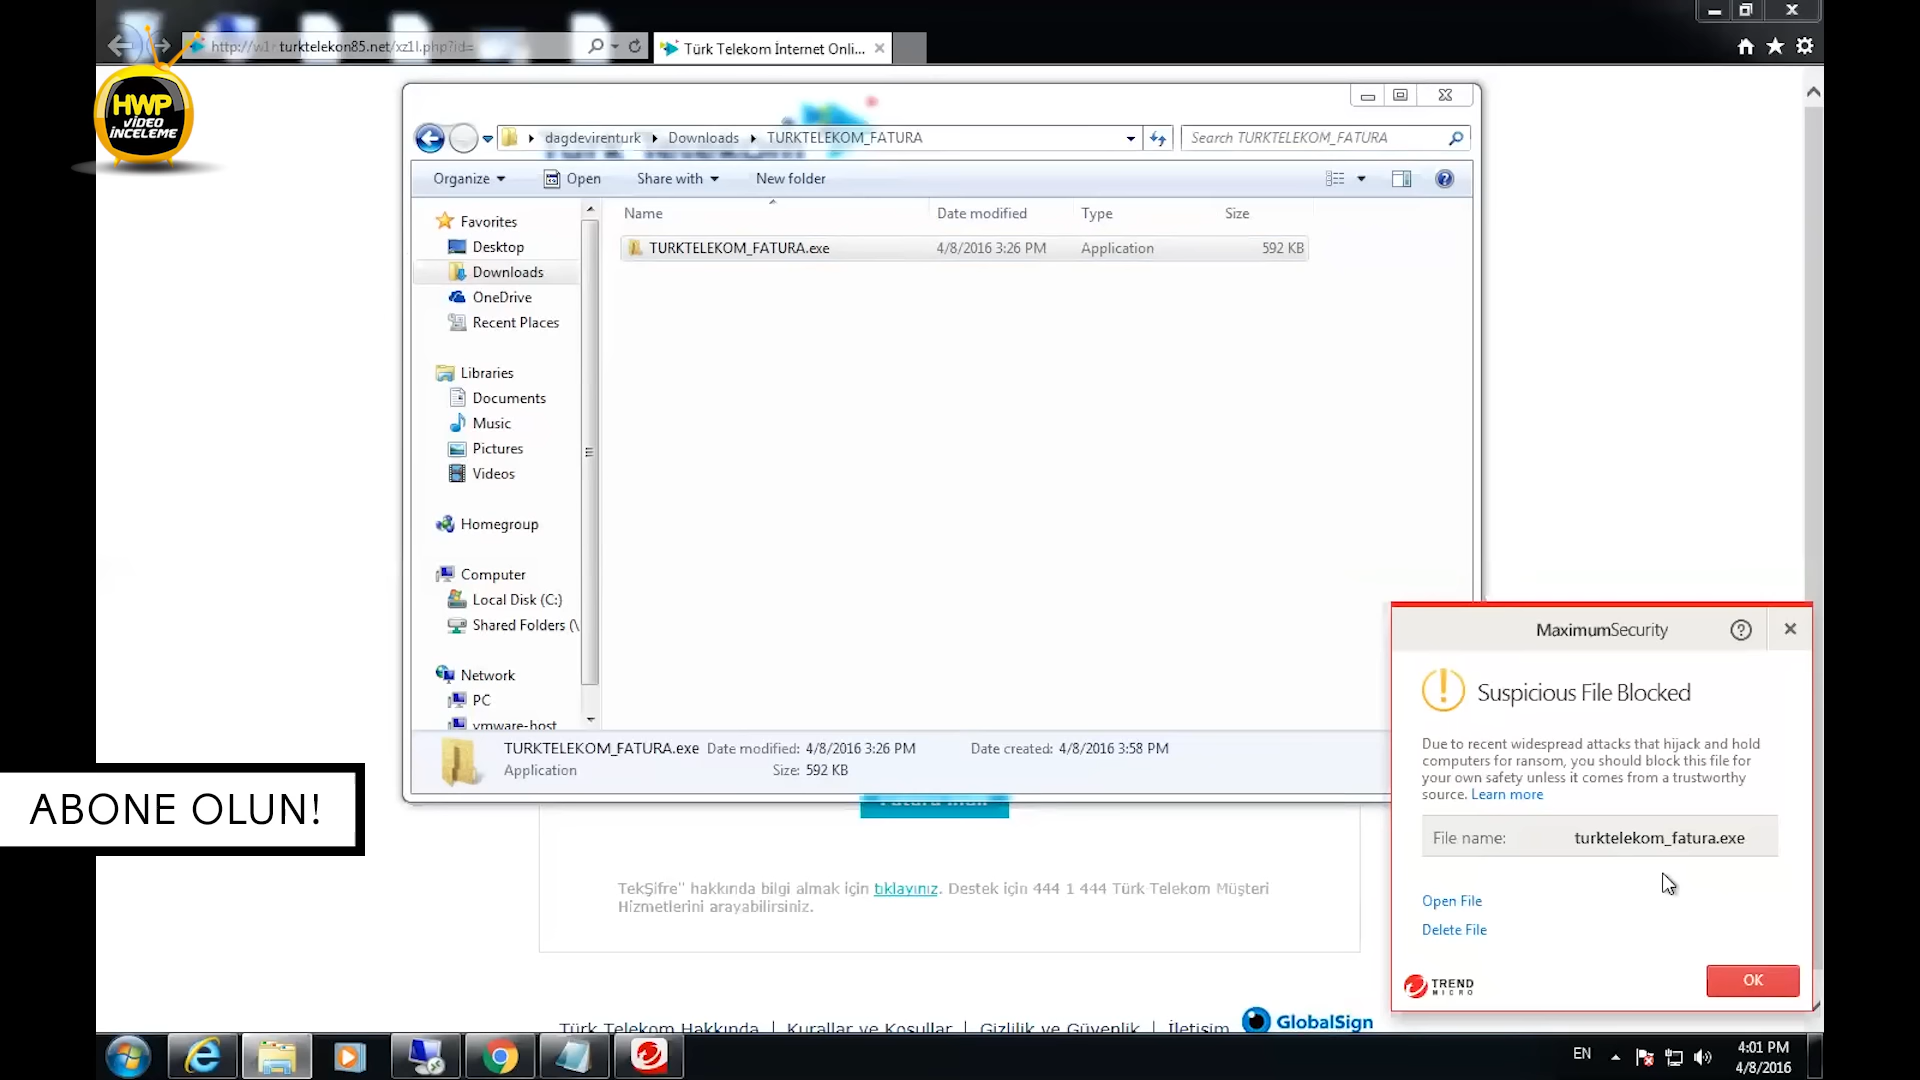 http://w1r.turktelekon85.net/xz1l.php?id=
Türk Telekom İnternet Onli...
HWP
VİDEO
İNCELEME
dagdevirenturk
Downloads
TURKTELEKOM_FATURA
Search TURKTELEKOM_FATURA
Organize
Open
Share with
New folder
Name
Date modified
Type
Size
TURKTELEKOM_FATURA.exe
4/8/2016 3:26 PM
Application
592 KB
Favorites
Desktop
Downloads
OneDrive
Recent Places
Libraries
Documents
Music
Pictures
Videos
Homegroup
Computer
Local Disk (C:)
Shared Folders (\
Network
PC
vmware-host
TURKTELEKOM_FATURA.exe Date modified: 4/8/2016 3:26 PM Date created: 4/8/2016 3:58 PM
Application Size: 592 KB
MaximumSecurity
Suspicious File Blocked
Due to recent widespread attacks that hijack and hold
computers for ransom, you should block this file for
your own safety unless it comes from a trustworthy
source. Learn more
File name: turktelekom_fatura.exe
Open File
Delete File
TREND
MICRO
OK
ABONE OLUN!
TekŞifre" hakkında bilgi almak için tıklayınız. Destek için 444 1 444 Türk Telekom Müşteri
Hizmetlerini arayabilirsiniz.
Türk Telekom Hakkında | Kurallar ve Koşullar | Gizlilik ve Güvenlik | İletişim
GlobalSign
EN
4:01 PM
4/8/2016